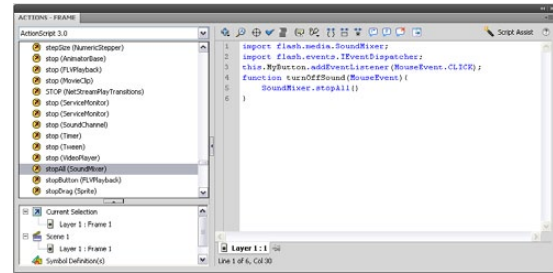 ACTIONS - FRAME
ActionScript 3.0
stepSize (NumericStepper)
stop (AnimatorBase)
stop (FLVPlayback)
stop (MovieClip)
STOP (NetStreamPlayTransitions)
stop (ServiceMonitor)
stop (ServiceMonitor)
stop (SoundChannel)
stop (Timer)
stop (Tween)
stop (VideoPlayer)
stopAll (SoundMixer)
stopButton (FLVPlayback)
stopDrag (Sprite)
Current Selection
Layer 1 : Frame 1
Scene 1
Layer 1 : Frame 1
Symbol Definition(s)
Script Assist
1 import flash.media.SoundMixer;
2 import flash.events.IEventDispatcher;
3 this.MyButton.addEventListener(MouseEvent.CLICK);
4 function turnOffSound(MouseEvent){
5 SoundMixer.stopAll()
6 }
Layer 1 : 1
Line 1 of 6, Col 30